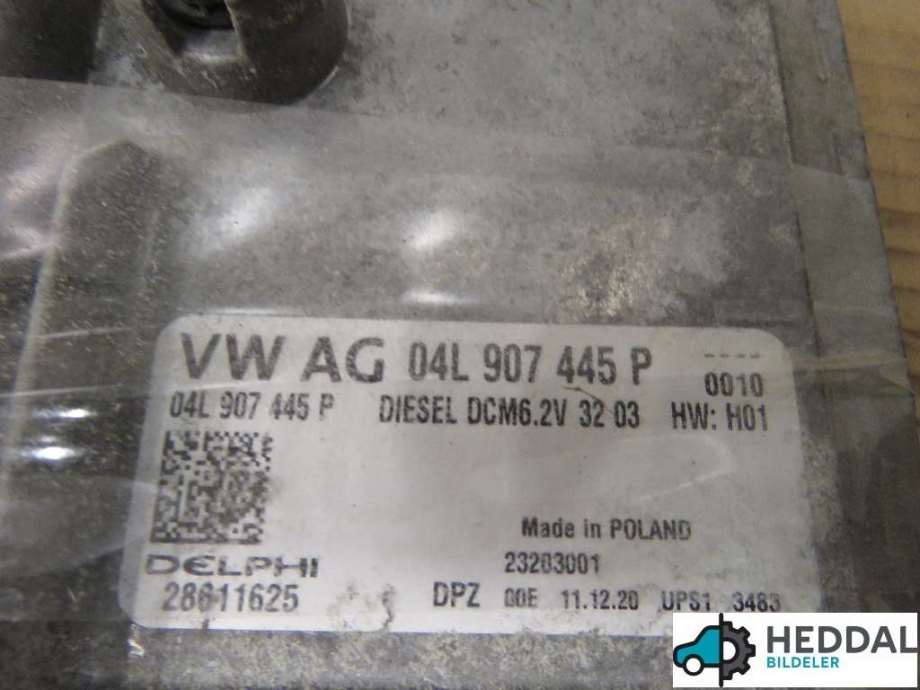 VW AG 04L 907 445 P ----
0010
04L 907 445 P DIESEL DCM6.2V 32 03 HW: H01
Made in POLAND
DELPHI 23203001
28611625 DPZ 00E 11.12.20 UPS1 3483
HEDDAL
BILDELER